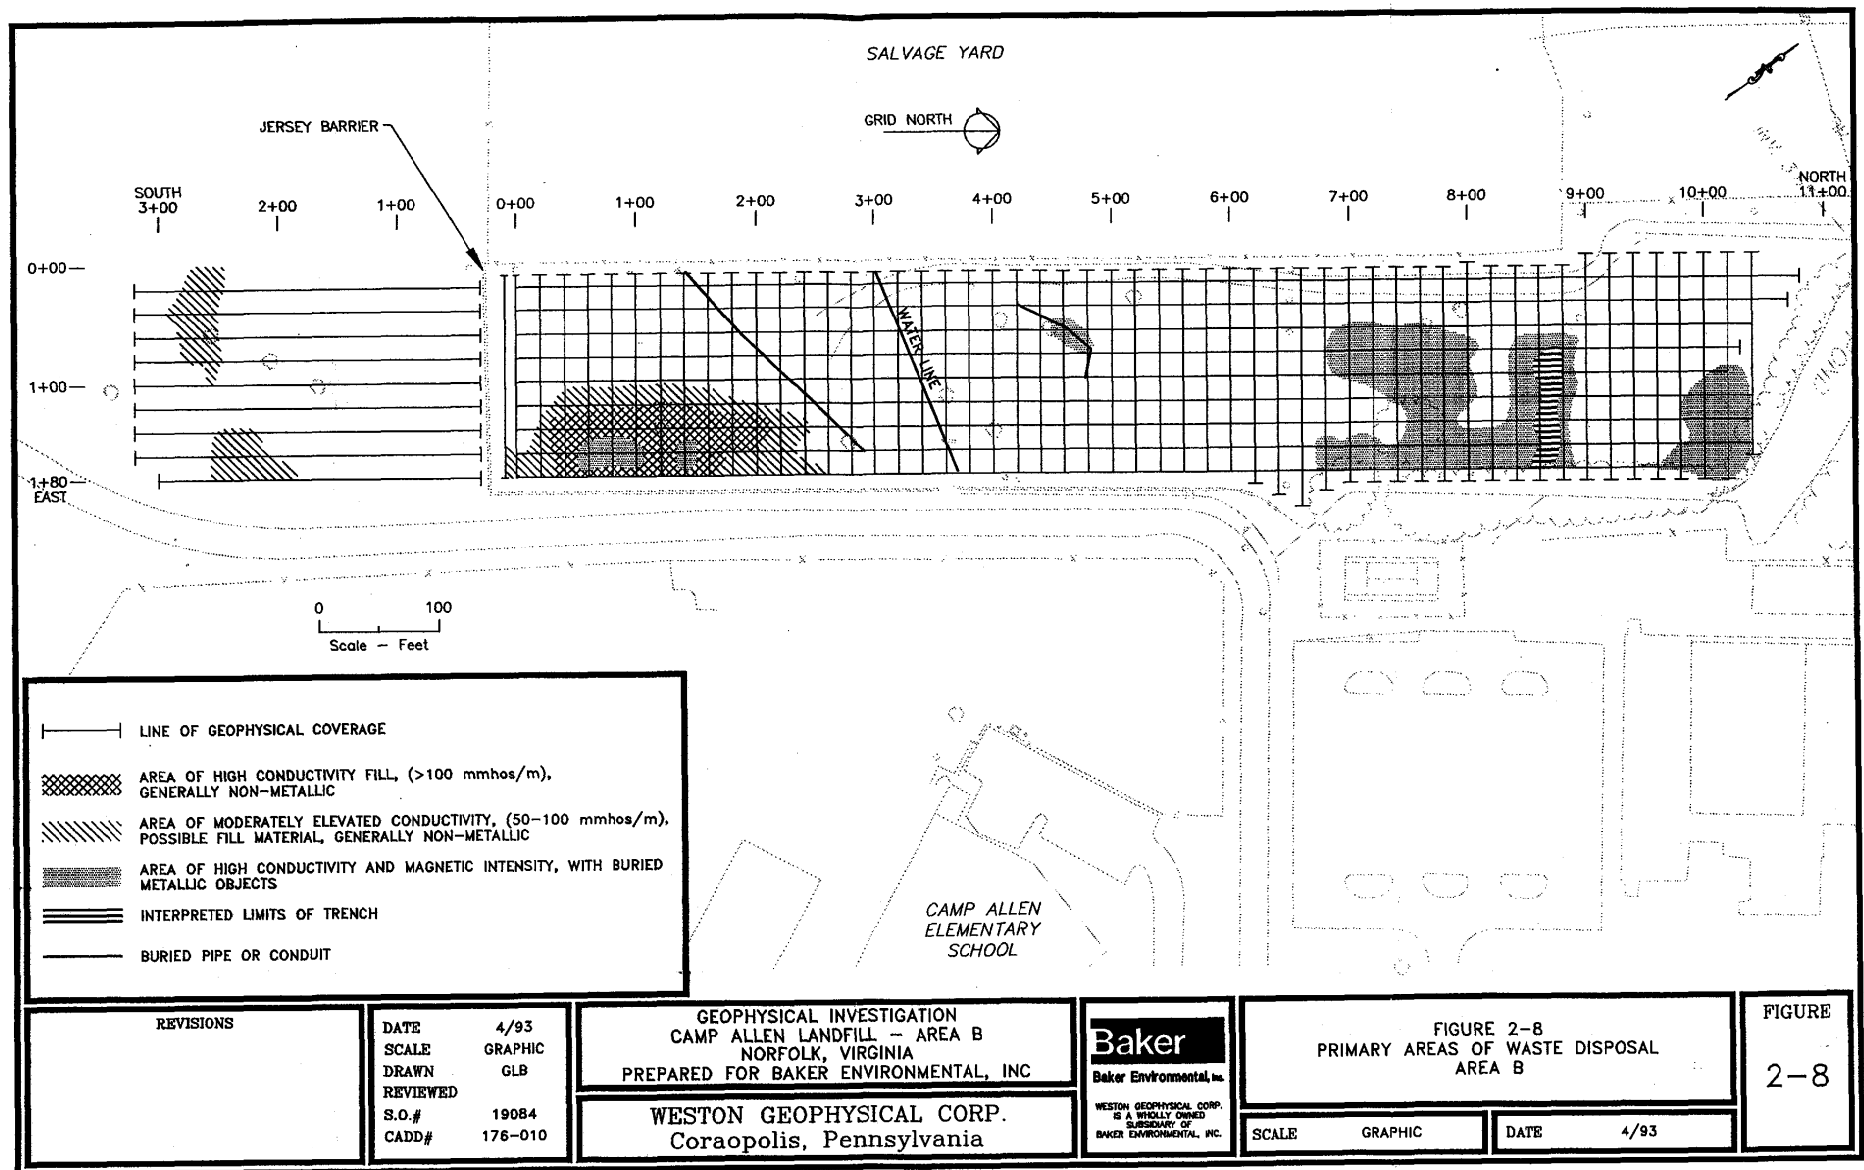 SALVAGE YARD
GRID NORTH
JERSEY BARRIER
SOUTH
3+00
2+00
1+00
0+00
1+00
2+00
3+00
4+00
5+00
6+00
7+00
8+00
9+00
10+00
NORTH
11+00
0+00
1+00
1+80
EAST
WATER LINE
0 100
Scale - Feet
LINE OF GEOPHYSICAL COVERAGE
AREA OF HIGH CONDUCTIVITY FILL, (>100 mmhos/m),
GENERALLY NON-METALLIC
AREA OF MODERATELY ELEVATED CONDUCTIVITY, (50-100 mmhos/m),
POSSIBLE FILL MATERIAL, GENERALLY NON-METALLIC
AREA OF HIGH CONDUCTIVITY AND MAGNETIC INTENSITY, WITH BURIED
METALLIC OBJECTS
INTERPRETED LIMITS OF TRENCH
BURIED PIPE OR CONDUIT
CAMP ALLEN
ELEMENTARY
SCHOOL
REVISIONS
DATE 4/93
SCALE GRAPHIC
DRAWN GLB
REVIEWED
S.O.# 19084
CADD# 176-010
GEOPHYSICAL INVESTIGATION
CAMP ALLEN LANDFILL - AREA B
NORFOLK, VIRGINIA
PREPARED FOR BAKER ENVIRONMENTAL, INC
WESTON GEOPHYSICAL CORP.
Coraopolis, Pennsylvania
Baker
Baker Environmental, Inc.
WESTON GEOPHYSICAL CORP.
IS A WHOLLY OWNED
SUBSIDIARY OF
BAKER ENVIRONMENTAL, INC.
FIGURE 2-8
PRIMARY AREAS OF WASTE DISPOSAL
AREA B
SCALE GRAPHIC
DATE 4/93
FIGURE
2-8